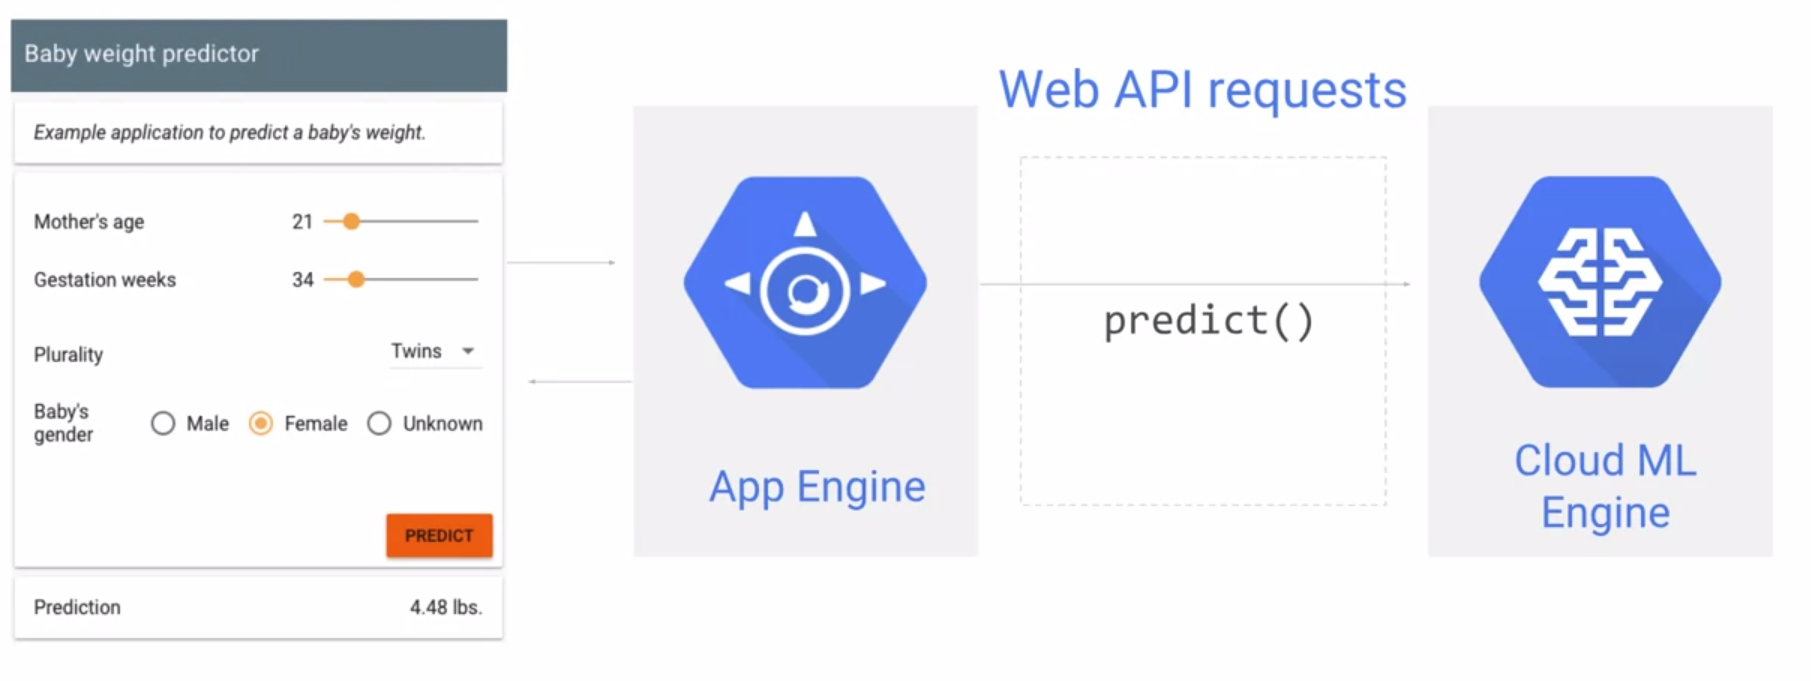 Baby weight predictor
Example application to predict a baby's weight.
Mother's age 21
Gestation weeks 34
Plurality Twins
Baby's
gender
Male Female Unknown
PREDICT
Prediction 4.48 lbs.
App Engine
Web API requests
predict()
Cloud ML
Engine